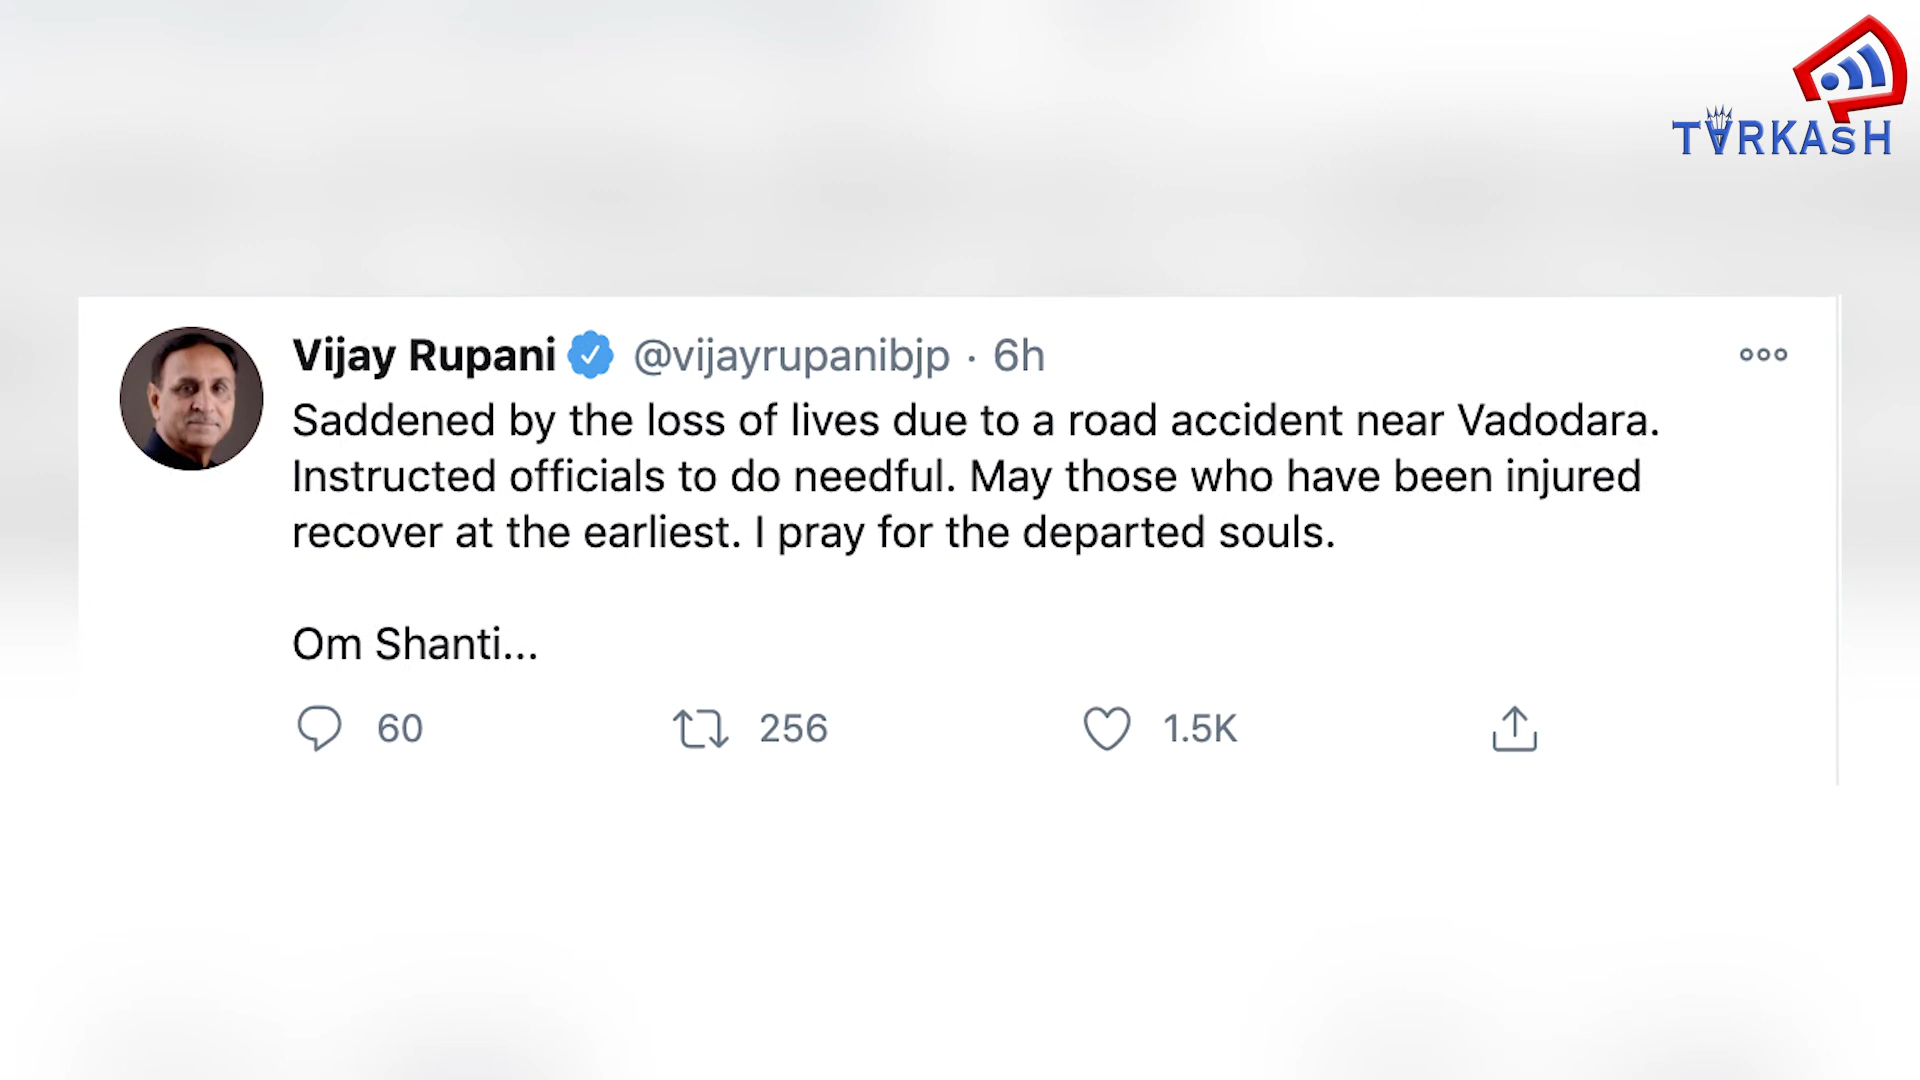 TARKASH
Vijay Rupani @vijayrupanibjp · 6h
Saddened by the loss of lives due to a road accident near Vadodara.
Instructed officials to do needful. May those who have been injured
recover at the earliest. I pray for the departed souls.
Om Shanti...
60 256 1.5K